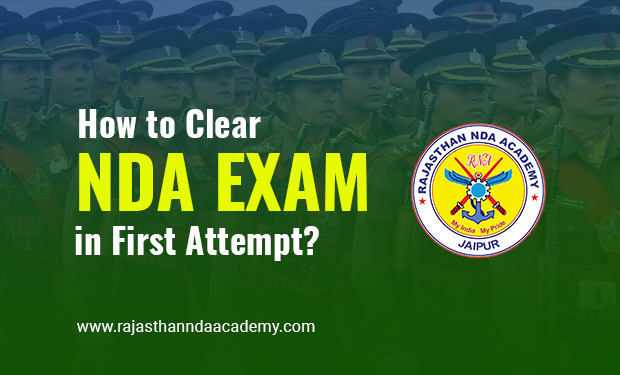 How to Clear
NDA EXAM
in First Attempt?
www.rajasthanndaacademy.com
RAJASTHAN NDA ACADEMY
RNA
My India My Pride
JAIPUR